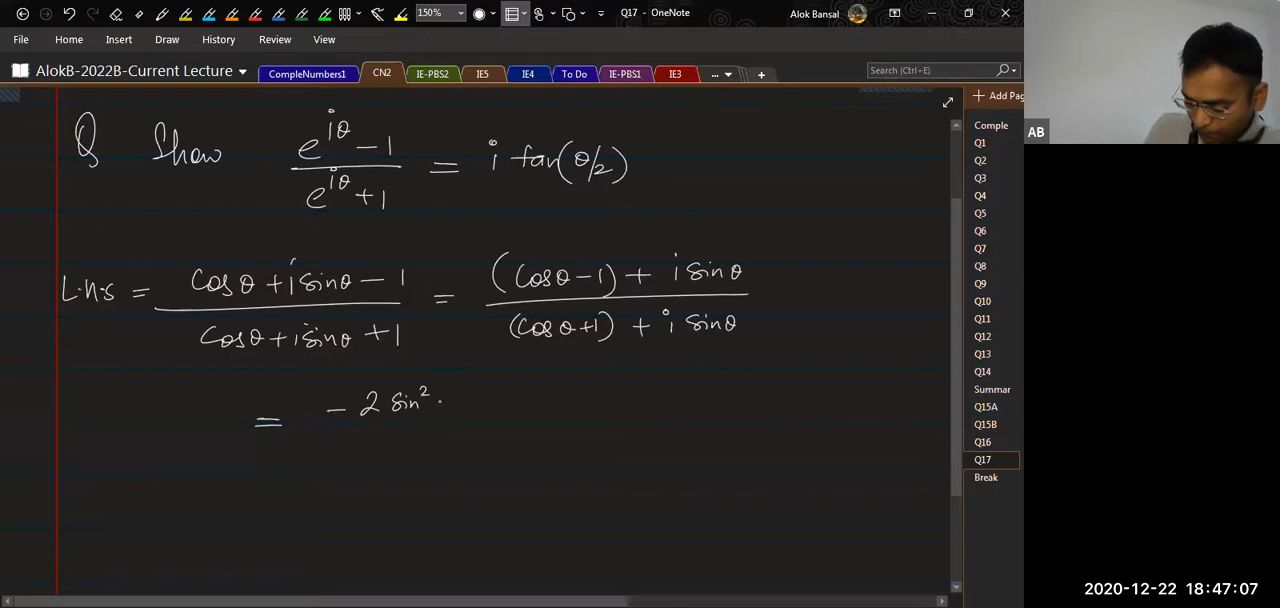 150%
Q17 - OneNote
Alok Bansal
File Home Insert Draw History Review View
AlokB-2022B-Current Lecture
CompleNumbers1 CN2 IE-PBS2 IE5 IE4 To Do IE-PBS1 IE3 ... +
Search (Ctrl+E)
+ Add Pag
Comple
Q1
Q2
Q3
Q4
Q5
Q6
Q7
Q8
Q9
Q10
Q11
Q12
Q13
Q14
Summar
Q15A
Q15B
Q16
Q17
Break
AB
Q Show (e^{iθ} - 1)/(e^{iθ} + 1) = i tan(θ/2)
L.H.S = (cosθ + i sinθ - 1)/(cosθ + i sinθ + 1) = ((cosθ - 1) + i sinθ)/((cosθ + 1) + i sinθ)
= - 2 sin²
2020-12-22 18:47:07